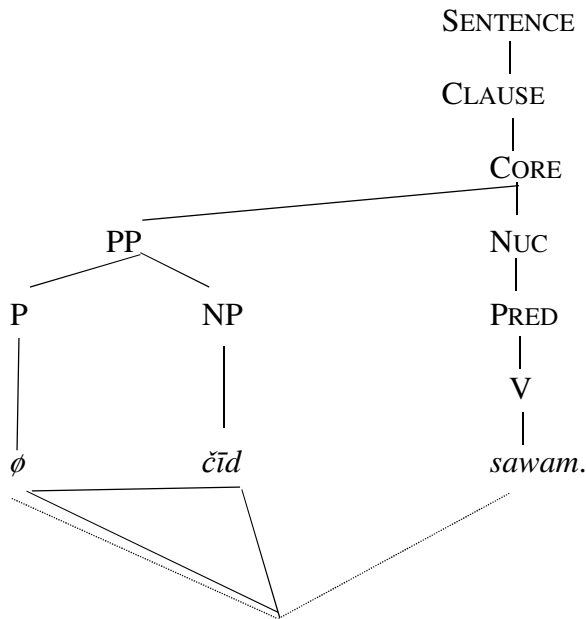 SENTENCE
CLAUSE
CORE
PP NUC
P NP PRED
V
ϕ čīd sawam.